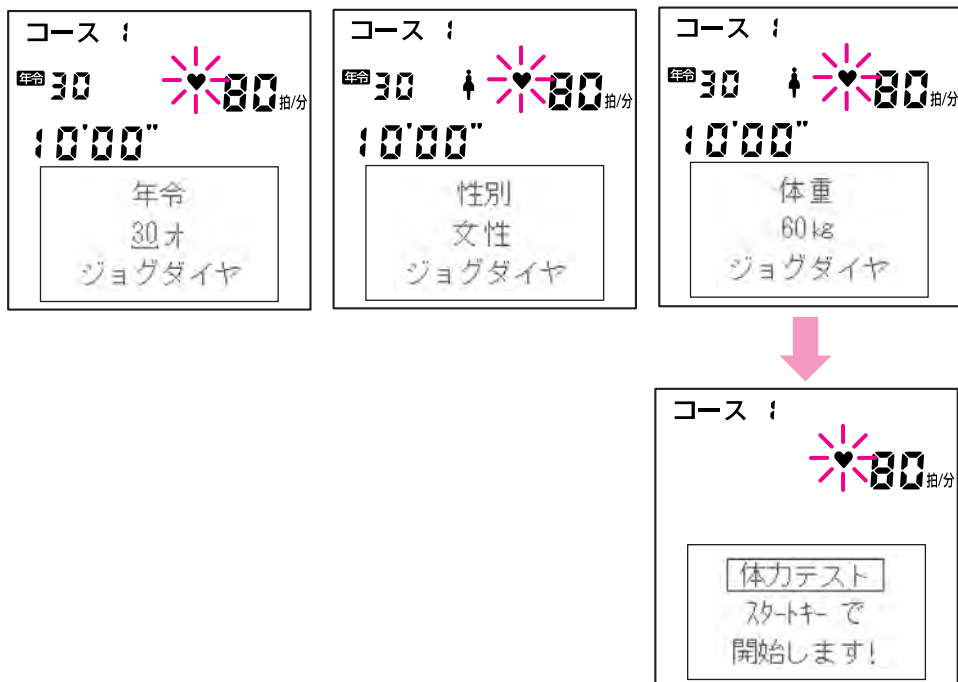 コース 1
年令 30 ♥ 80 拍/分
10'00"
年令
30オ
ジョグダイヤ
コース 1
年令 30 ♥ 80 拍/分
10'00"
性別
文性
ジョグダイヤ
コース 1
年令 30 ♥ 80 拍/分
10'00"
体重
60kg
ジョグダイヤ
コース 1
♥ 80 拍/分
体力テスト
スタートキーで
開始します!